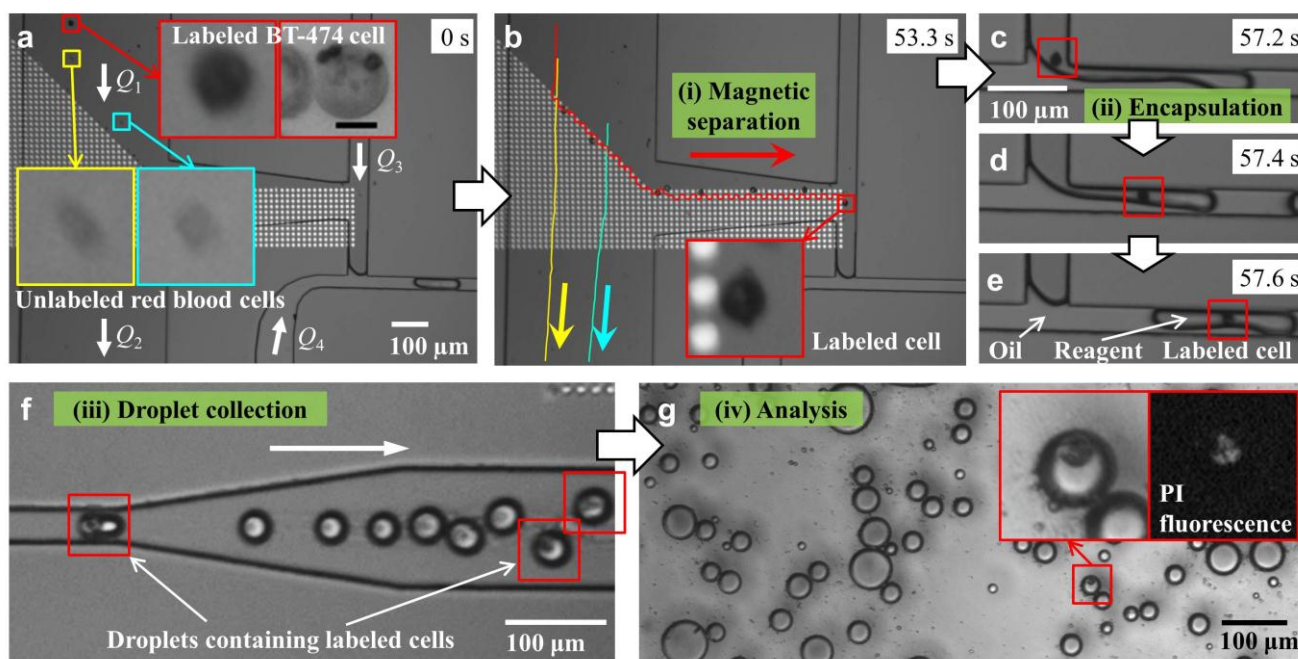 a
Labeled BT-474 cell
0 s
Q1
Q3
Unlabeled red blood cells
Q2
Q4
100 μm
b
53.3 s
(i) Magnetic
separation
Labeled cell
c
57.2 s
100 μm
(ii) Encapsulation
d
57.4 s
e
57.6 s
Oil
Reagent
Labeled cell
f
(iii) Droplet collection
Droplets containing labeled cells
100 μm
g
(iv) Analysis
PI
fluorescence
100 μm